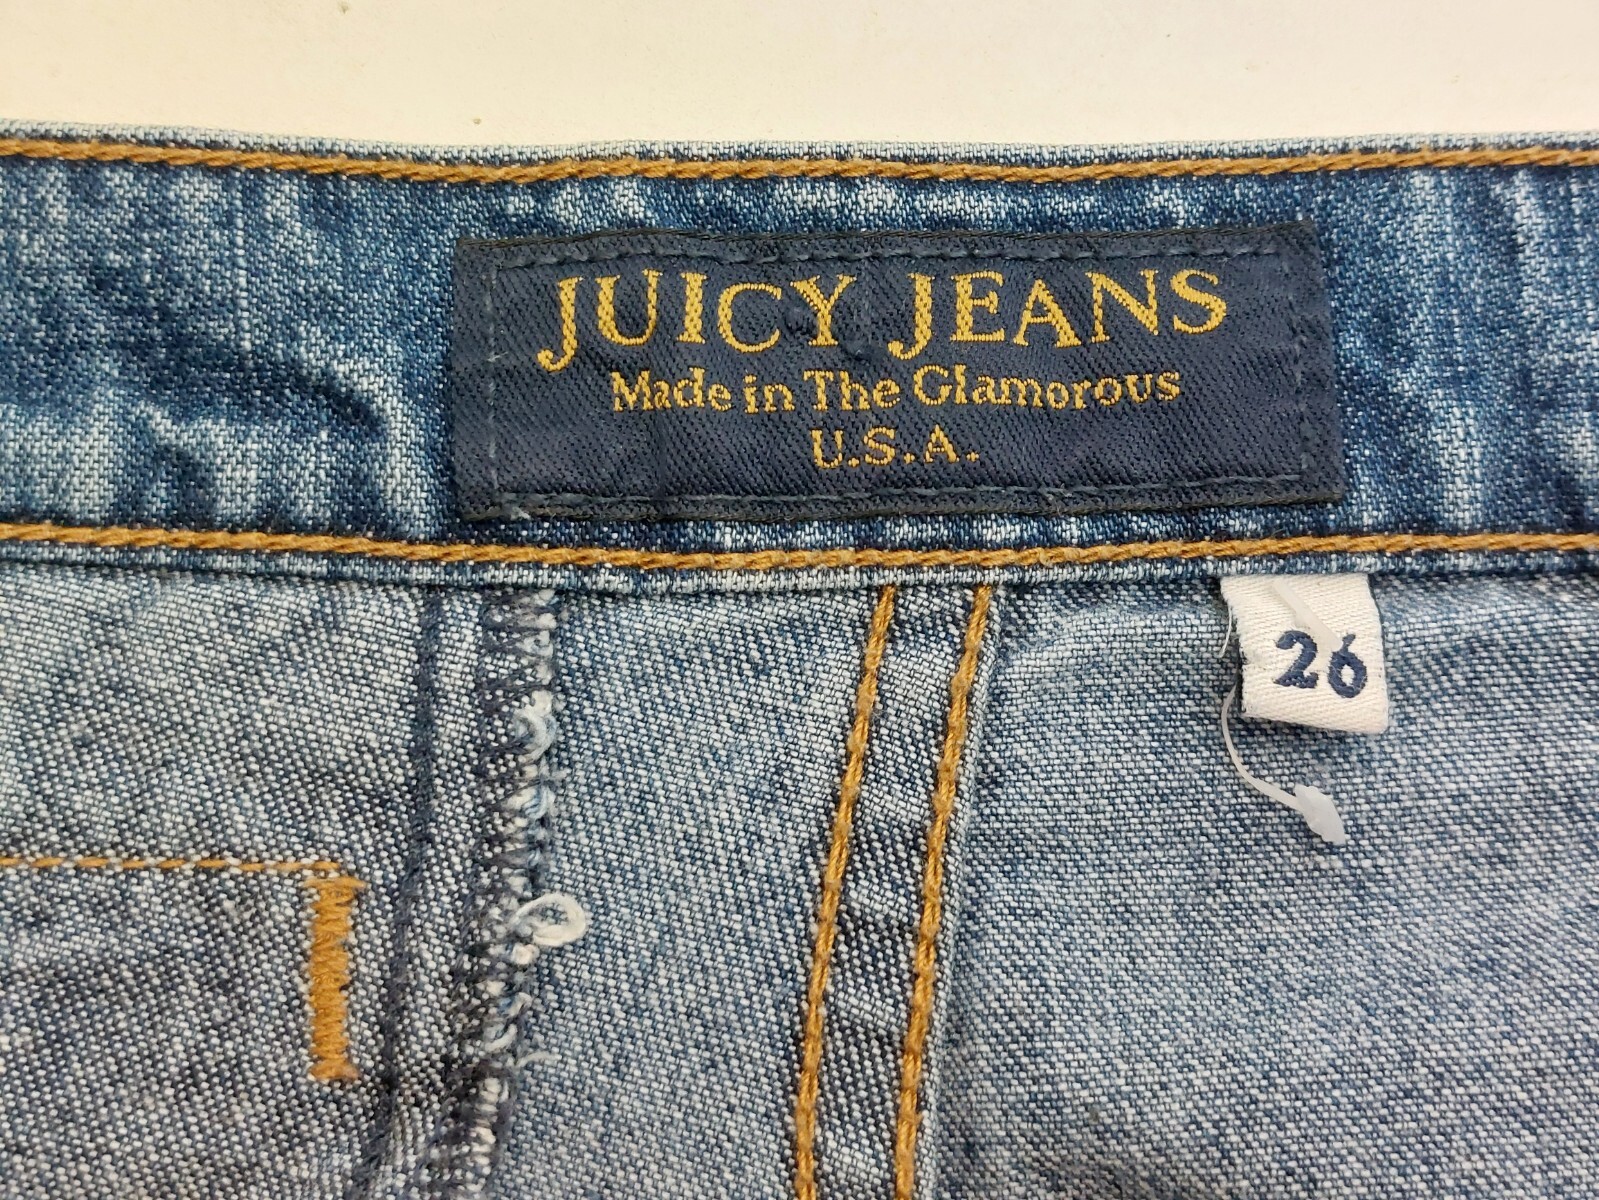 JUICY JEANS
Made in The Glamorous
U.S.A.
26